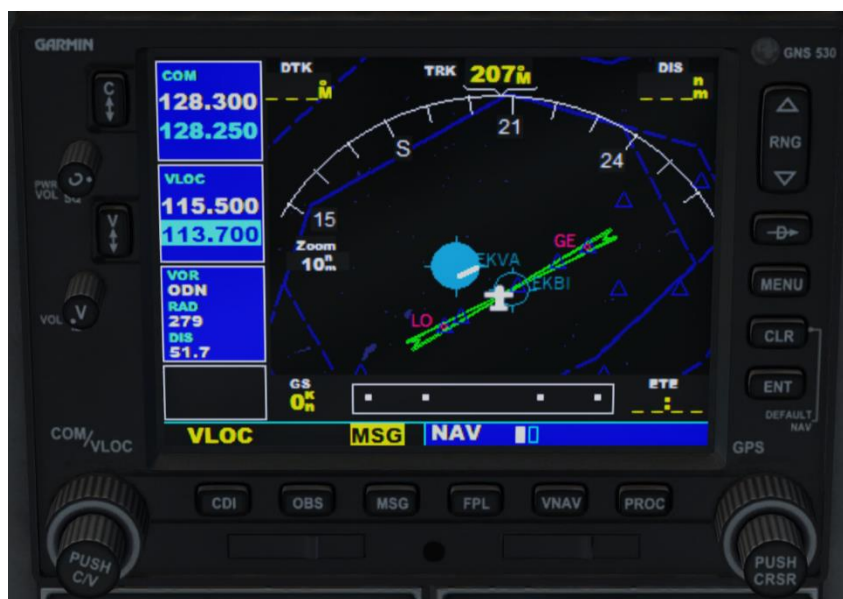 GARMIN
GNS 530
C
COM
128.300
128.250
DTK
_ _ _°M
TRK 207°M
DIS
_ _ _nm
RNG
PWR
VOL SQ
VLOC
115.500
113.700
V
15
S
21
24
Zoom
10nm
GE
EKVA
EKBI
LO
D
MENU
VOR
ODN
RAD
279
DIS
51.7
VOL
V
CLR
GS
0Kn
ETE
_ _:_ _
ENT
DEFAULT
NAV
COM/VLOC
VLOC
MSG
NAV
GPS
CDI
OBS
MSG
FPL
VNAV
PROC
PUSH
C/V
PUSH
CRSR